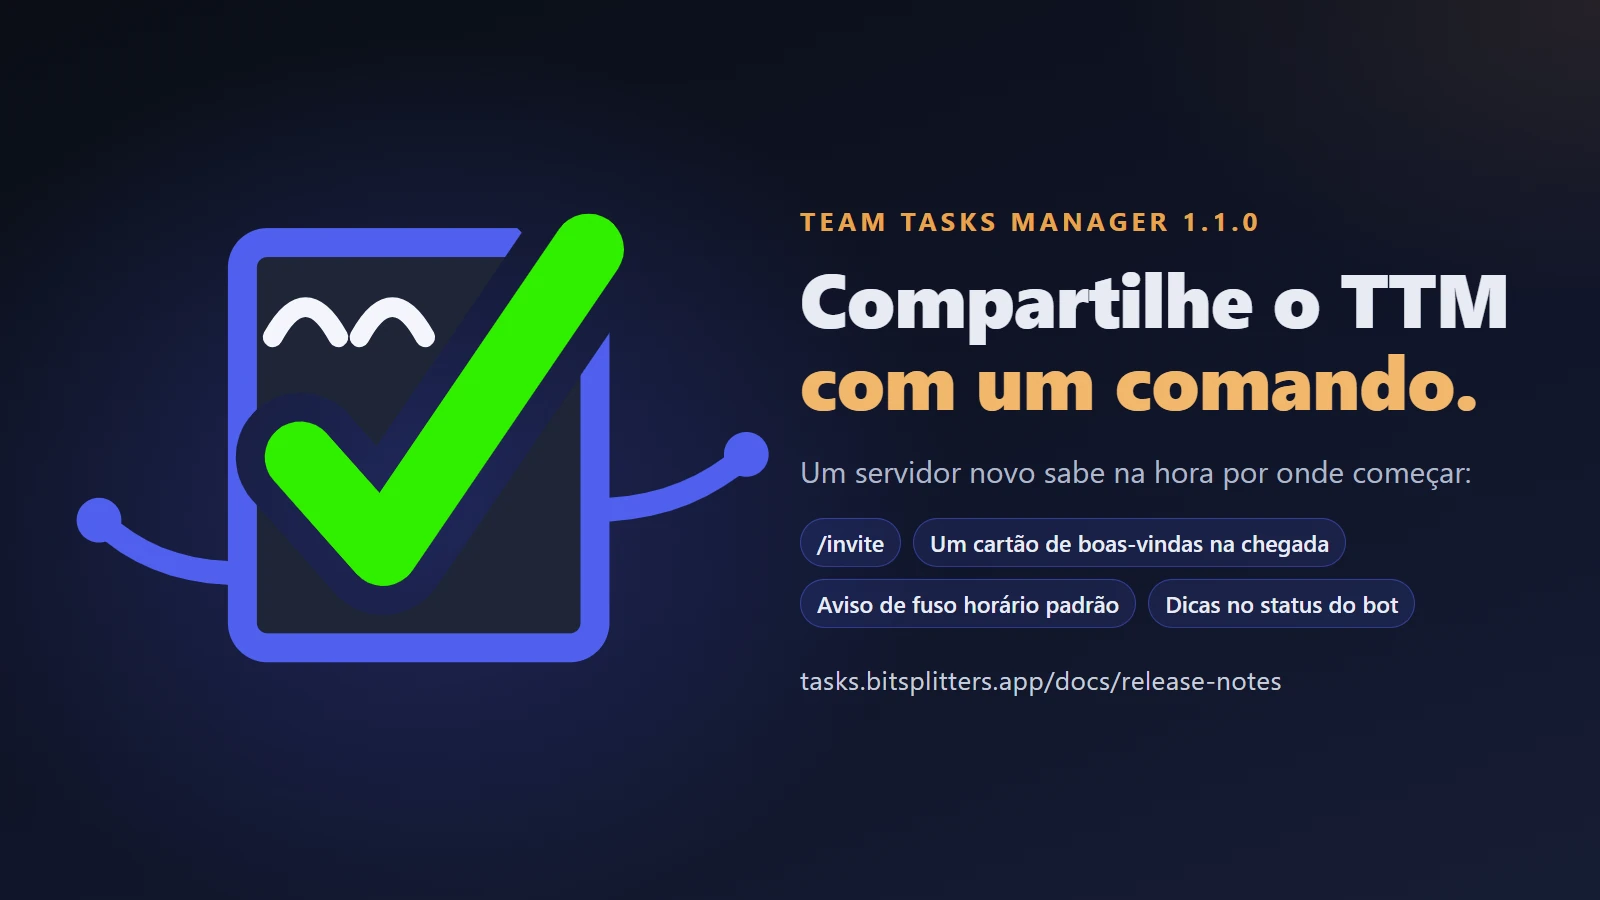 TEAM TASKS MANAGER 1.1.0
Compartilhe o TTM
com um comando.
Um servidor novo sabe na hora por onde começar:
/invite
Um cartão de boas-vindas na chegada
Aviso de fuso horário padrão
Dicas no status do bot
tasks.bitsplitters.app/docs/release-notes